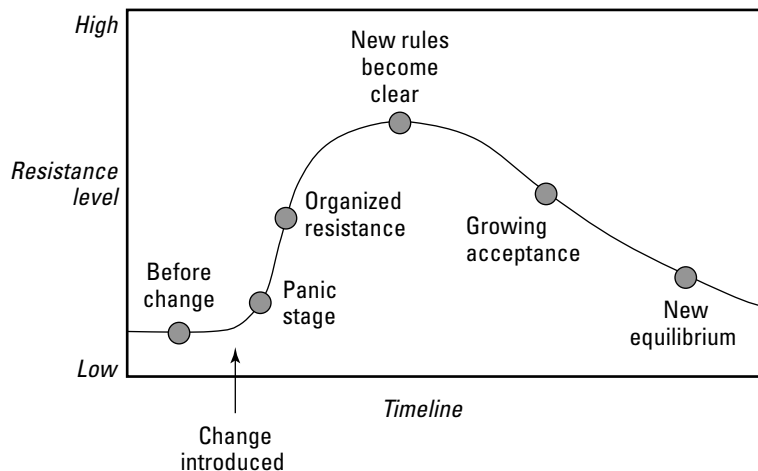 High
New rules
become
clear
Resistance
level
Organized
resistance
Growing
acceptance
Before
change
Panic
stage
New
equilibrium
Low
Timeline
Change
introduced